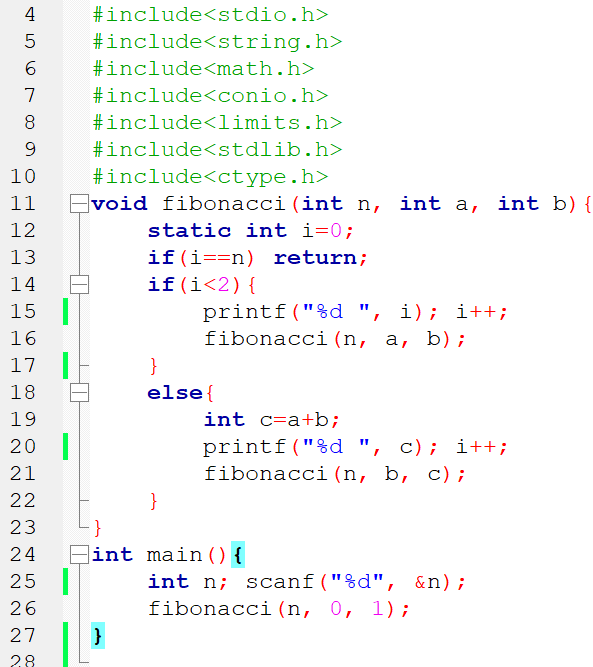 4 #include<stdio.h>
5 #include<string.h>
6 #include<math.h>
7 #include<conio.h>
8 #include<limits.h>
9 #include<stdlib.h>
10 #include<ctype.h>
11 void fibonacci(int n, int a, int b){
12 static int i=0;
13 if(i==n) return;
14 if(i<2){
15 printf("%d ", i); i++;
16 fibonacci(n, a, b);
17 }
18 else{
19 int c=a+b;
20 printf("%d ", c); i++;
21 fibonacci(n, b, c);
22 }
23 }
24 int main(){
25 int n; scanf("%d", &n);
26 fibonacci(n, 0, 1);
27 }
28